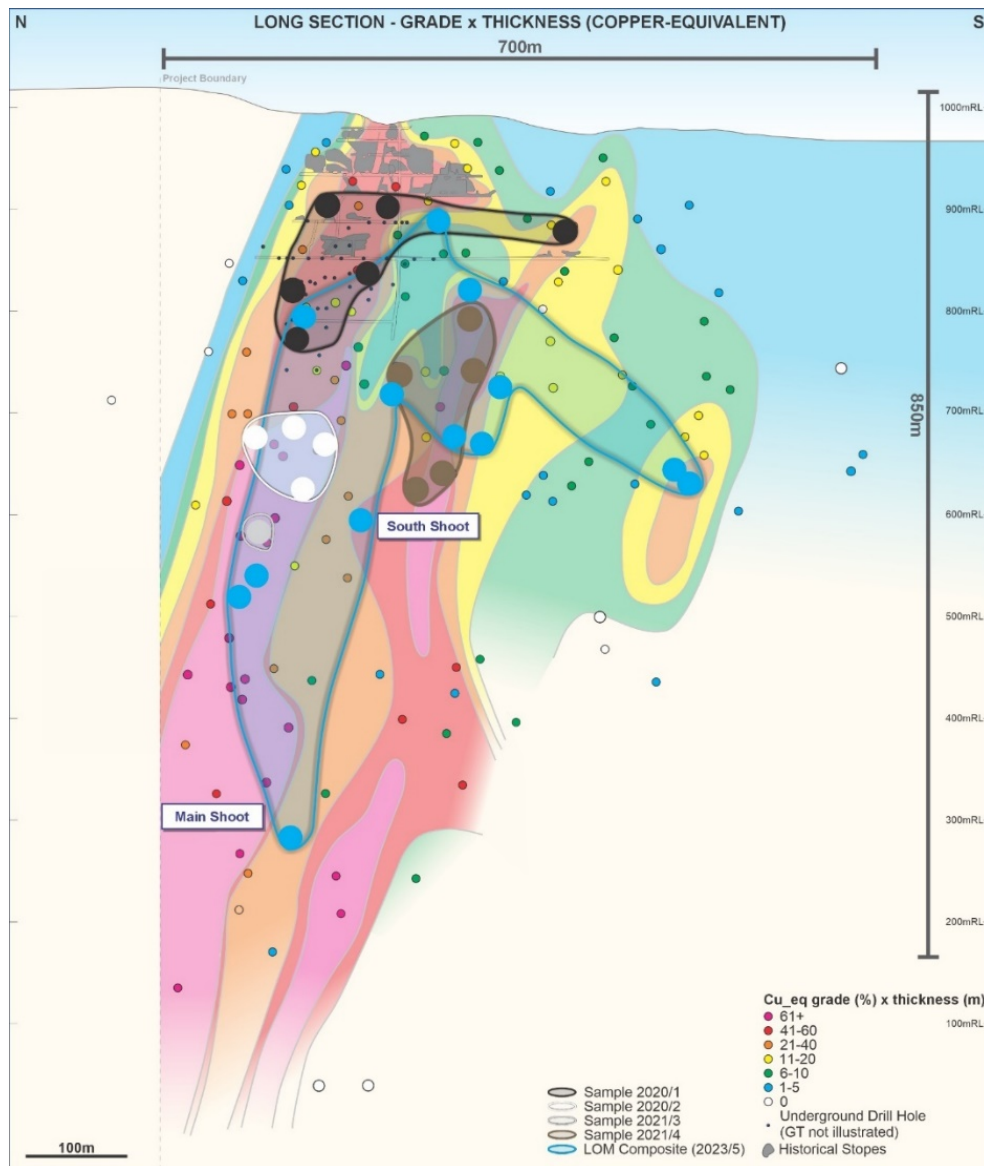 N
LONG SECTION - GRADE x THICKNESS (COPPER-EQUIVALENT)
S
700m
Project Boundary
1000mRL
900mRL
800mRL
700mRL
850m
600mRL
South Shoot
500mRL
400mRL
Main Shoot
300mRL
200mRL
100mRL
Cu_eq grade (%) x thickness (m)
61+
41-60
21-40
11-20
6-10
1-5
0
Underground Drill Hole
(GT not illustrated)
Historical Stopes
Sample 2020/1
Sample 2020/2
Sample 2021/3
Sample 2021/4
LOM Composite (2023/5)
100m